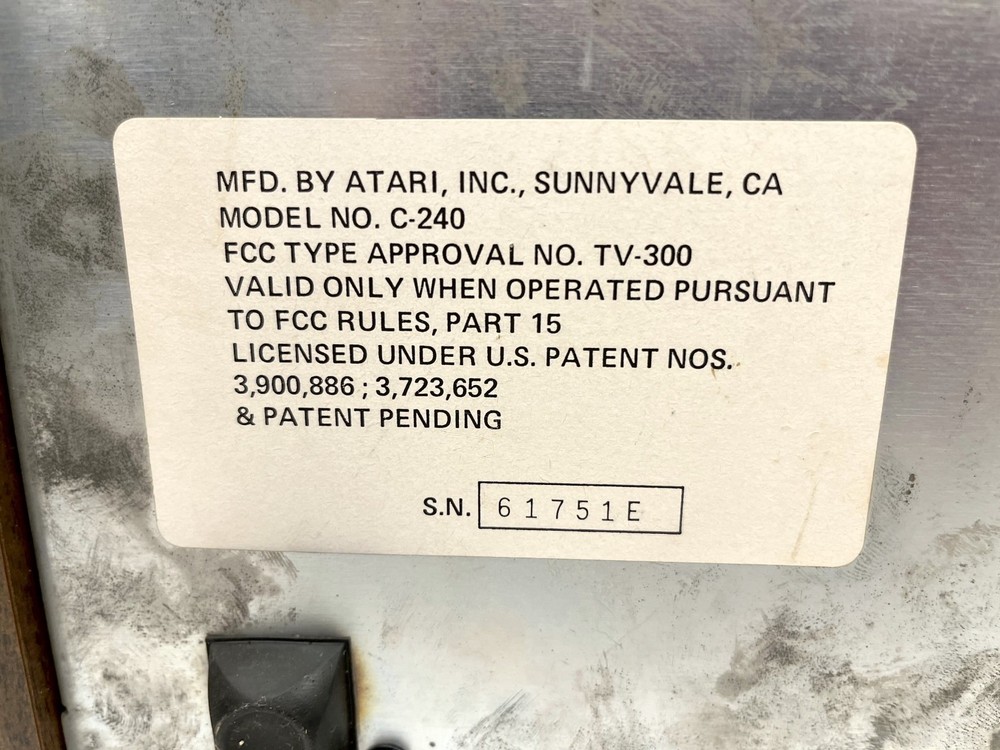 MFD. BY ATARI, INC., SUNNYVALE, CA
MODEL NO. C-240
FCC TYPE APPROVAL NO. TV-300
VALID ONLY WHEN OPERATED PURSUANT
TO FCC RULES, PART 15
LICENSED UNDER U.S. PATENT NOS.
3,900,886 ; 3,723,652
& PATENT PENDING
S.N. 61751E